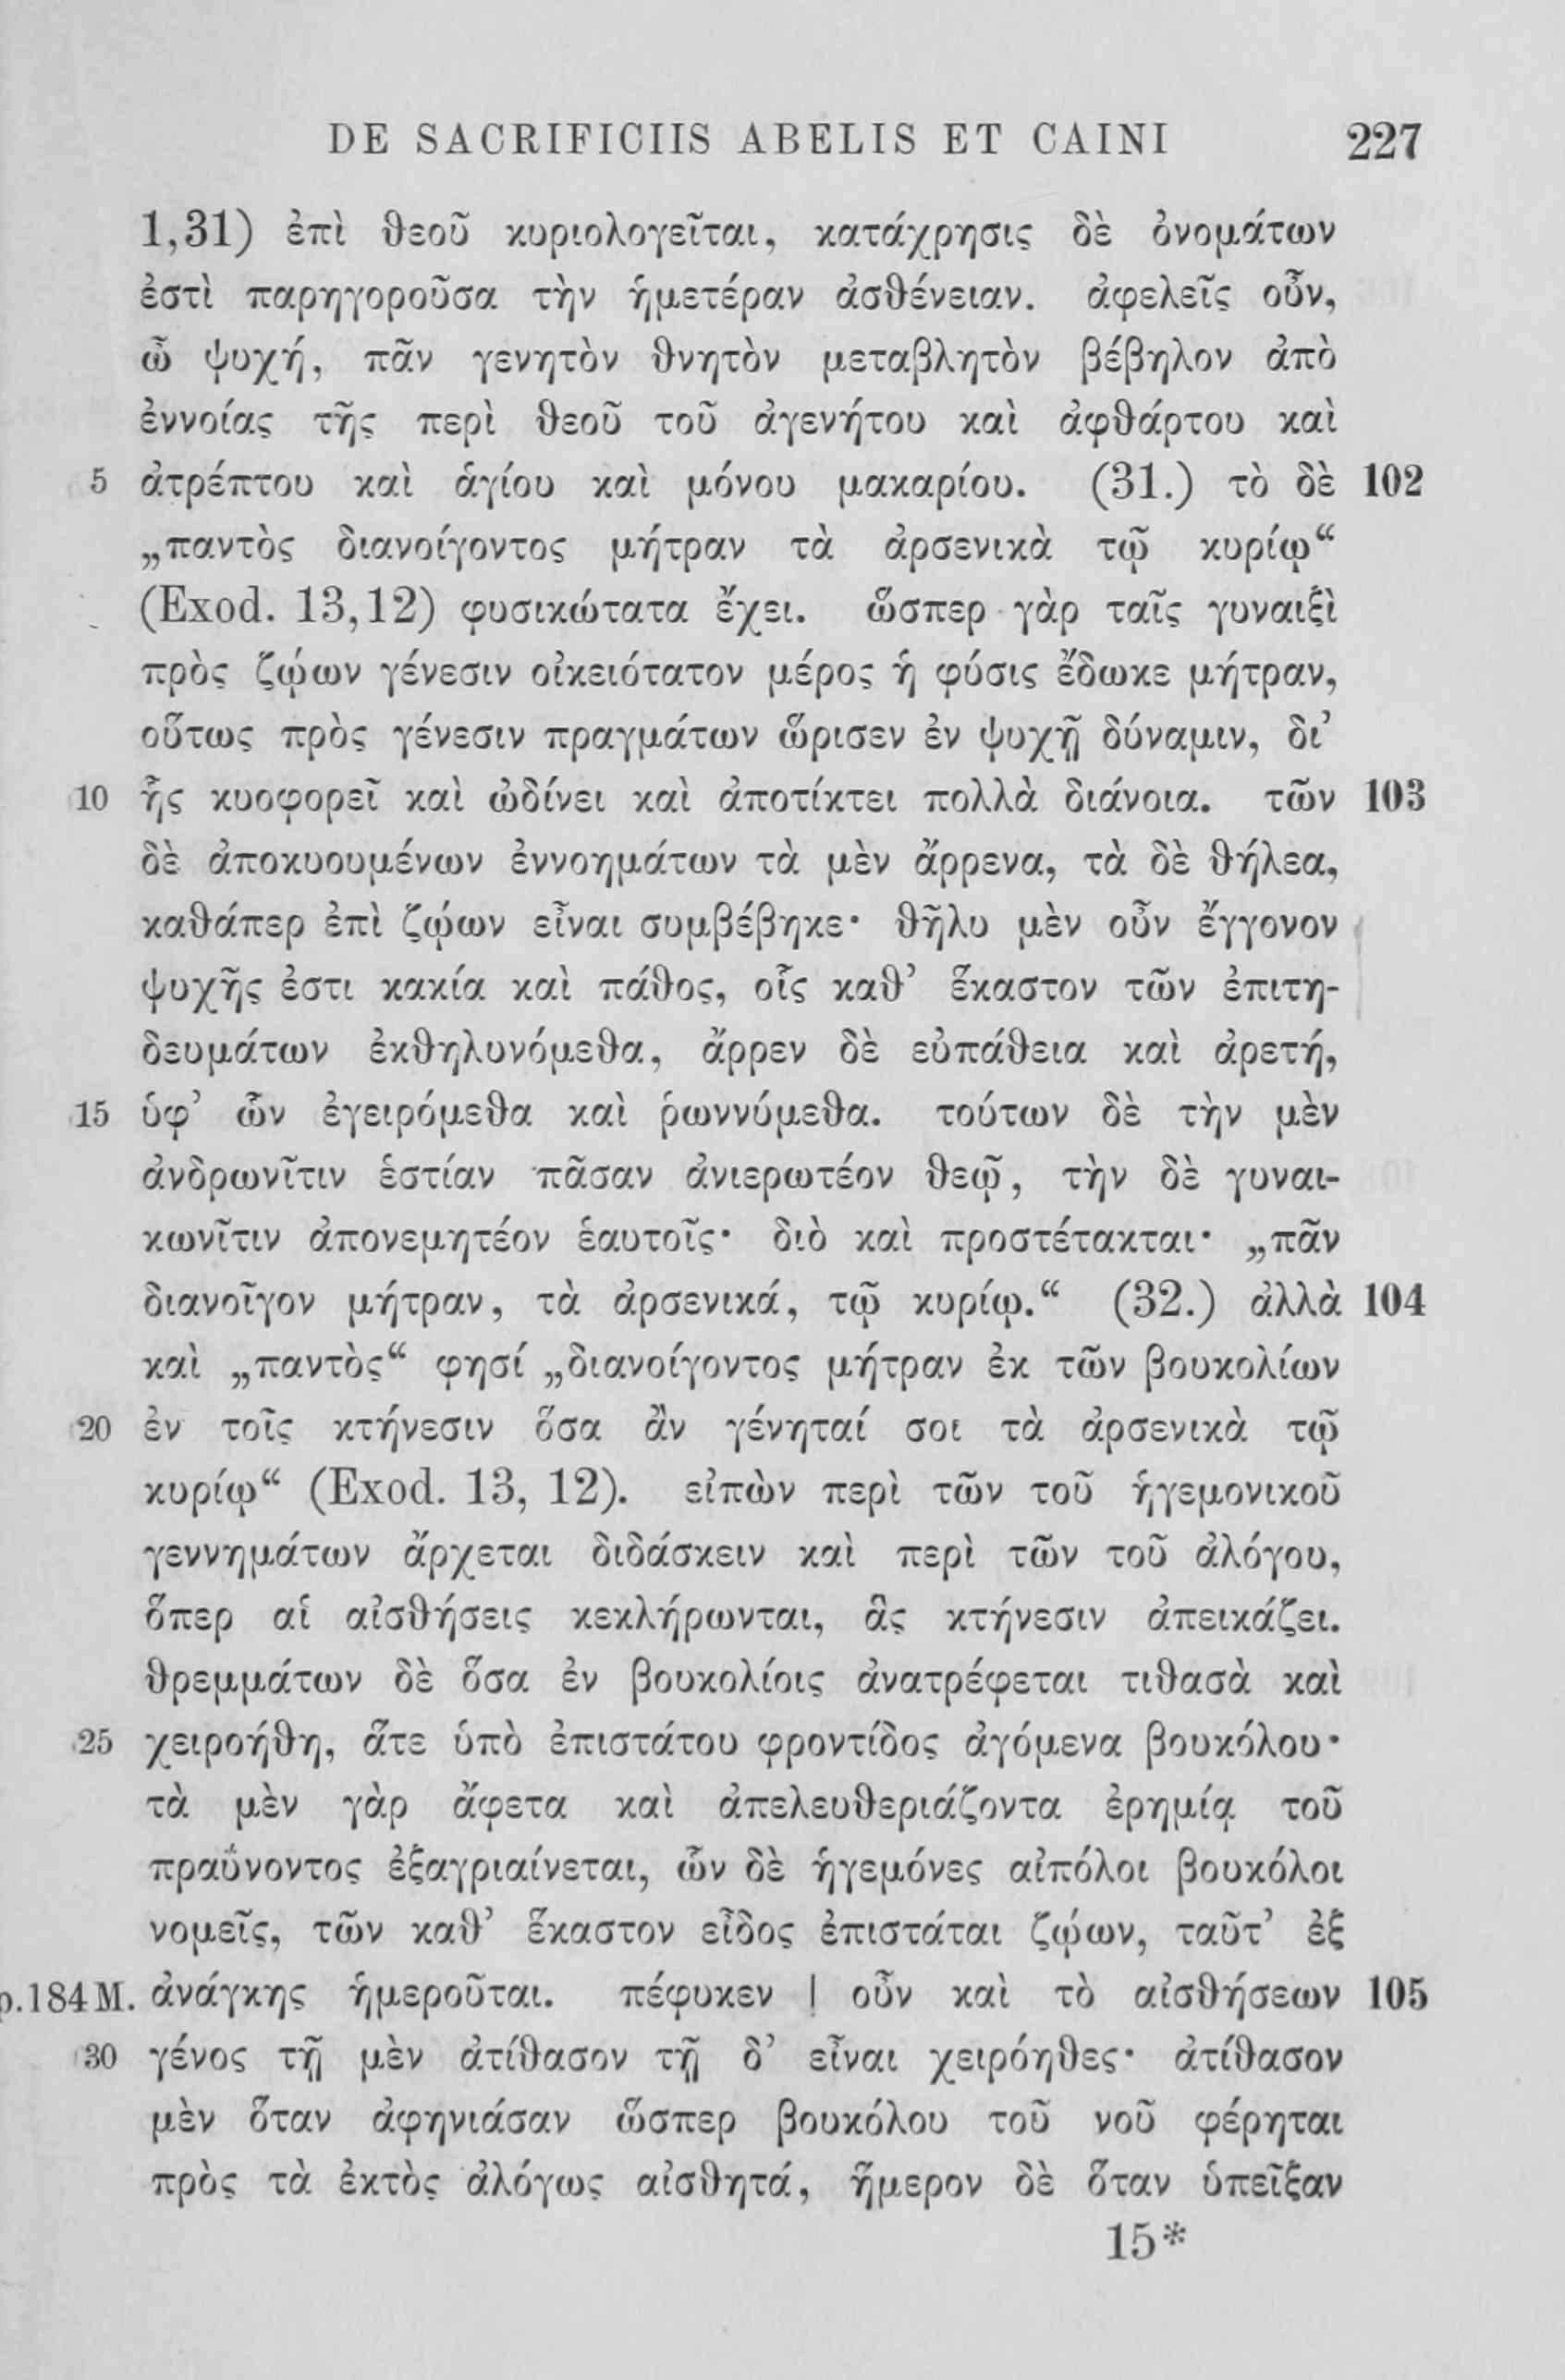 DE SACRIFICIIS ABELIS ET CAINI 227
1,31) ἐπὶ θεοῦ κυριολογεῖται, κατάχρησις δὲ ὀνομάτων
ἐστὶ παρηγοροῦσα τὴν ἡμετέραν ἀσθένειαν. ἀφελεῖς οὖν,
ὦ ψυχή, πᾶν γενητὸν θνητὸν μεταβλητὸν βέβηλον ἀπὸ
ἐννοίας τῆς περὶ θεοῦ τοῦ ἀγενήτου καὶ ἀφθάρτου καὶ
5 ἀτρέπτου καὶ ἁγίου καὶ μόνου μακαρίου. (31.) τὸ δὲ 102
„παντὸς διανοίγοντος μήτραν τὰ ἀρσενικὰ τῷ κυρίῳ“
(Exod. 13,12) φυσικώτατα ἔχει. ὥσπερ γὰρ ταῖς γυναιξὶ
πρὸς ζῴων γένεσιν οἰκειότατον μέρος ἡ φύσις ἔδωκε μήτραν,
οὕτως πρὸς γένεσιν πραγμάτων ὥρισεν ἐν ψυχῇ δύναμιν, δι’
10 ἧς κυοφορεῖ καὶ ὠδίνει καὶ ἀποτίκτει πολλὰ διάνοια. τῶν 103
δὲ ἀποκυουμένων ἐννοημάτων τὰ μὲν ἄρρενα, τὰ δὲ θήλεα,
καθάπερ ἐπὶ ζῴων εἶναι συμβέβηκε· θῆλυ μὲν οὖν ἔγγονον
ψυχῆς ἐστι κακία καὶ πάθος, οἷς καθ’ ἕκαστον τῶν ἐπιτη-
δευμάτων ἐκθηλυνόμεθα, ἄρρεν δὲ εὐπάθεια καὶ ἀρετή,
15 ὑφ’ ὧν ἐγειρόμεθα καὶ ῥωννύμεθα. τούτων δὲ τὴν μὲν
ἀνδρωνῖτιν ἑστίαν πᾶσαν ἀνιερωτέον θεῷ, τὴν δὲ γυναι-
κωνῖτιν ἀπονεμητέον ἑαυτοῖς· διὸ καὶ προστέτακται· „πᾶν
διανοῖγον μήτραν, τὰ ἀρσενικά, τῷ κυρίῳ.“ (32.) ἀλλὰ 104
καὶ „παντὸς“ φησί „διανοίγοντος μήτραν ἐκ τῶν βουκολίων
20 ἐν τοῖς κτήνεσιν ὅσα ἂν γένηταί σοι τὰ ἀρσενικὰ τῷ
κυρίῳ“ (Exod. 13, 12). εἰπὼν περὶ τῶν τοῦ ἡγεμονικοῦ
γεννημάτων ἄρχεται διδάσκειν καὶ περὶ τῶν τοῦ ἀλόγου,
ὅπερ αἱ αἰσθήσεις κεκλήρωνται, ἃς κτήνεσιν ἀπεικάζει.
θρεμμάτων δὲ ὅσα ἐν βουκολίοις ἀνατρέφεται τιθασὰ καὶ
25 χειροήθη, ἅτε ὑπὸ ἐπιστάτου φροντίδος ἀγόμενα βουκόλου·
τὰ μὲν γὰρ ἄφετα καὶ ἀπελευθεριάζοντα ἐρημίᾳ τοῦ
πραΰνοντος ἐξαγριαίνεται, ὧν δὲ ἡγεμόνες αἰπόλοι βουκόλοι
νομεῖς, τῶν καθ’ ἕκαστον εἶδος ἐπιστάται ζῴων, ταῦτ’ ἐξ
p.184 M. ἀνάγκης ἡμεροῦται. πέφυκεν | οὖν καὶ τὸ αἰσθήσεων 105
30 γένος τῇ μὲν ἀτίθασον τῇ δ’ εἶναι χειρόηθες· ἀτίθασον
μὲν ὅταν ἀφηνιάσαν ὥσπερ βουκόλου τοῦ νοῦ φέρηται
πρὸς τὰ ἐκτὸς ἀλόγως αἰσθητά, ἥμερον δὲ ὅταν ὑπεῖξαν
15*